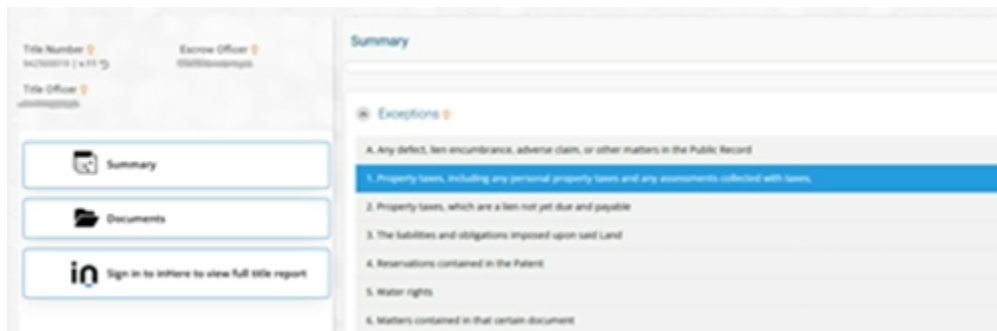 Title Number
Escrow Officer
Title Officer
Summary
Documents
in Sign in to inHere to view full title report
Summary
Exceptions
A. Any defect, lien encumbrance, adverse claim, or other matters in the Public Record
1. Property taxes, including any personal property taxes and any assessments collected with taxes,
2. Property taxes, which are a lien not yet due and payable
3. The liabilities and obligations imposed upon said Land
4. Reservations contained in the Patent
5. Water rights
6. Matters contained in that certain document